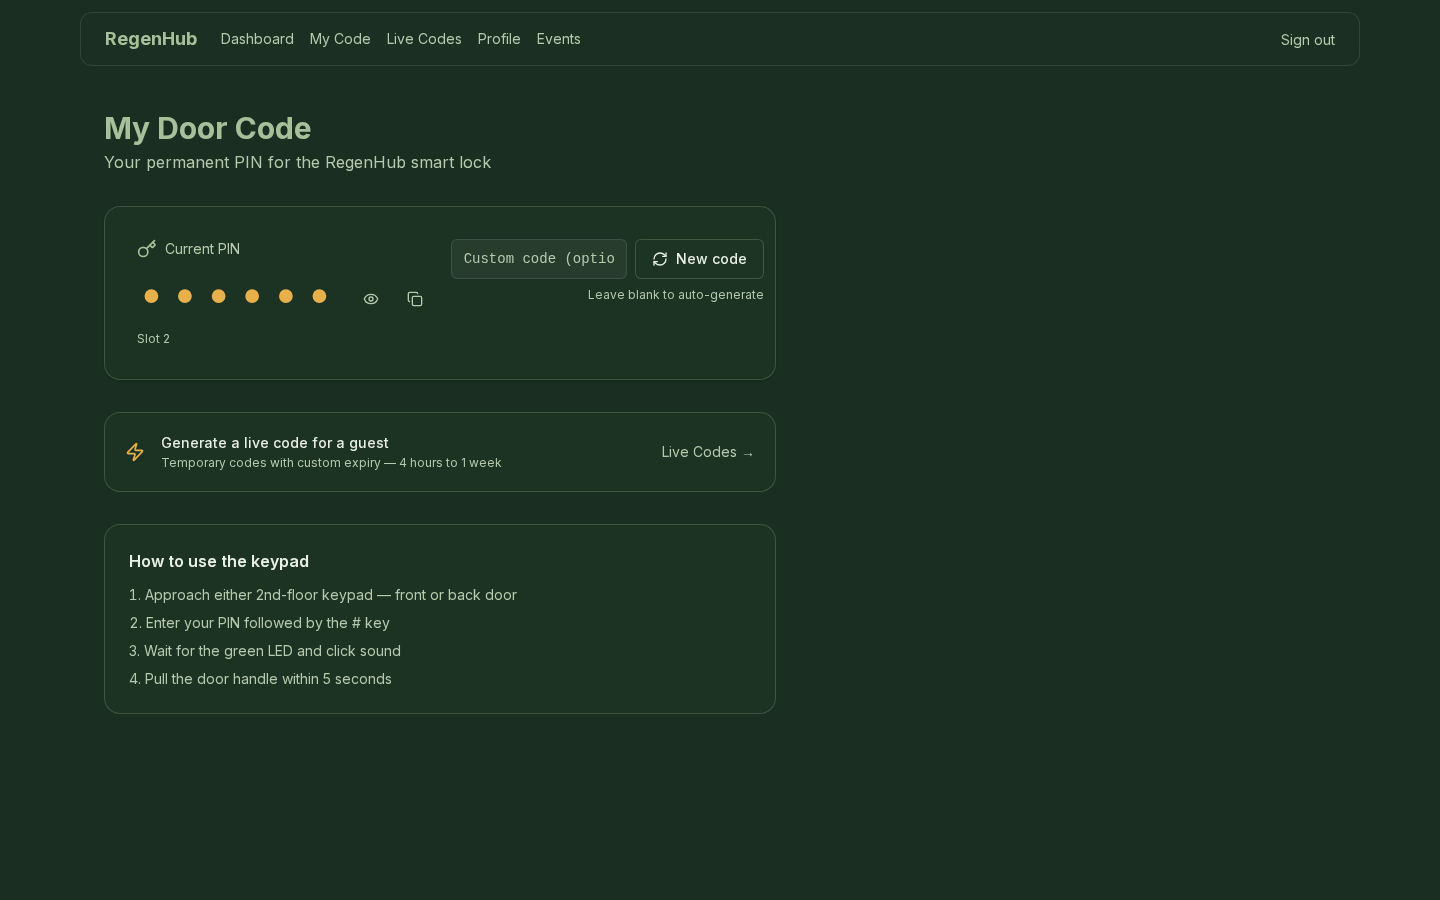 RegenHub Dashboard My Code Live Codes Profile Events Sign out
My Door Code
Your permanent PIN for the RegenHub smart lock
Current PIN
Custom code (optio
New code
Leave blank to auto-generate
Slot 2
Generate a live code for a guest
Temporary codes with custom expiry — 4 hours to 1 week
Live Codes →
How to use the keypad
1. Approach either 2nd-floor keypad — front or back door
2. Enter your PIN followed by the # key
3. Wait for the green LED and click sound
4. Pull the door handle within 5 seconds